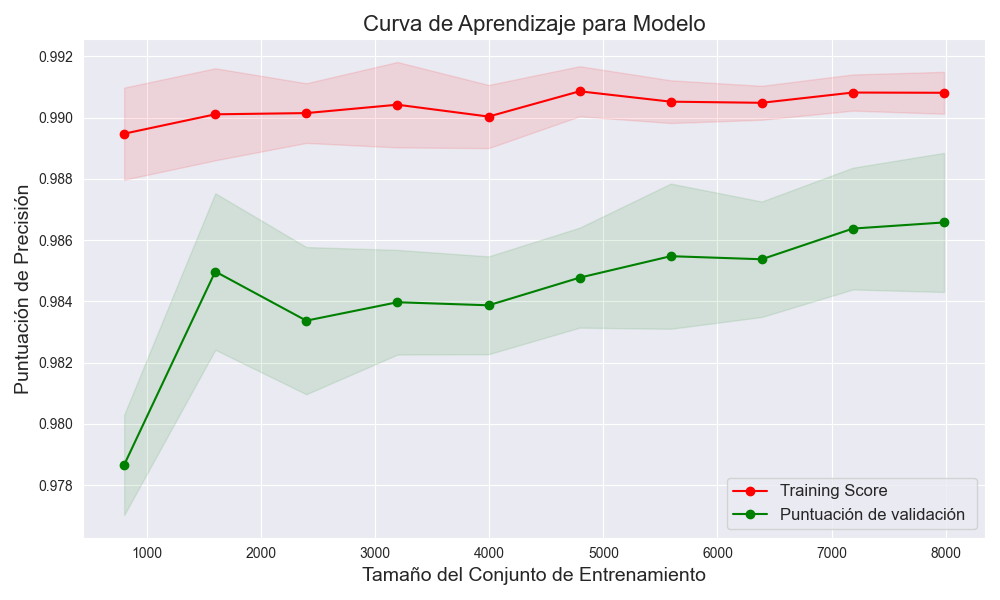 Curva de Aprendizaje para Modelo
Puntuación de Precisión
0.992
0.990
0.988
0.986
0.984
0.982
0.980
0.978
Training Score
Puntuación de validación
1000 2000 3000 4000 5000 6000 7000 8000
Tamaño del Conjunto de Entrenamiento